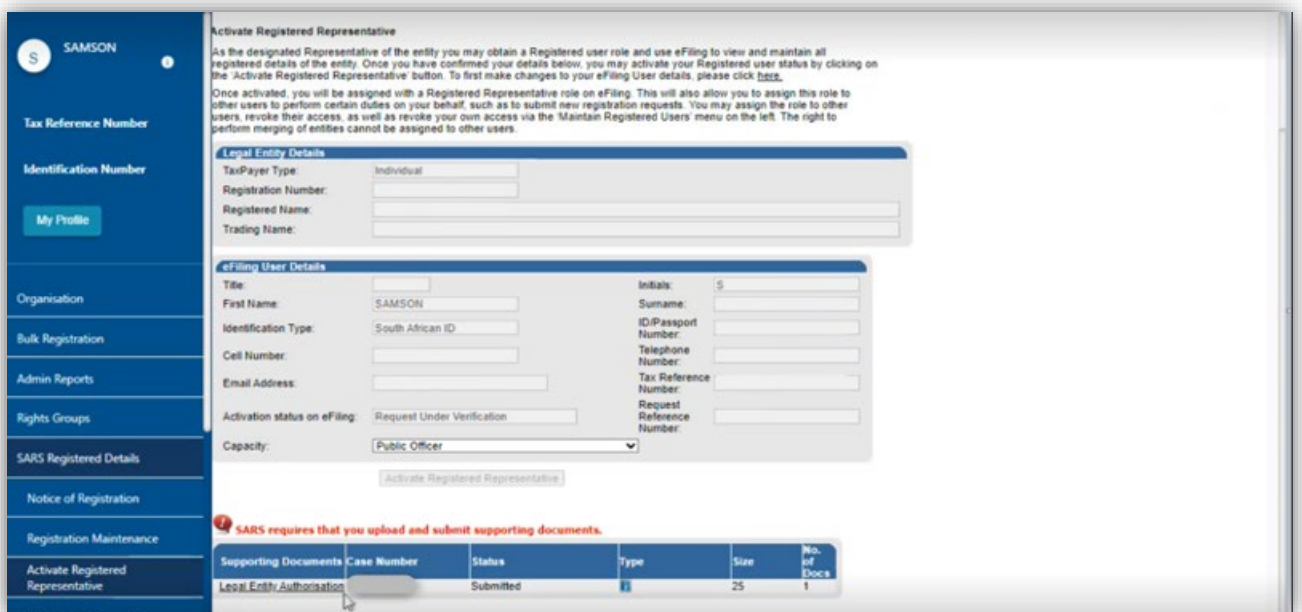 S
SAMSON
Tax Reference Number
Identification Number
My Profile
Organisation
Bulk Registration
Admin Reports
Rights Groups
SARS Registered Details
Notice of Registration
Registration Maintenance
Activate Registered
Representative
Activate Registered Representative
As the designated Representative of the entity you may obtain a Registered user role and use eFiling to view and maintain all
registered details of the entity. Once you have confirmed your details below, you may activate your Registered user status by clicking on
the 'Activate Registered Representative' button. To first make changes to your eFiling User details, please click here.
Once activated, you will be assigned with a Registered Representative role on eFiling. This will also allow you to assign this role to
other users to perform certain duties on your behalf, such as to submit new registration requests. You may assign the role to other
users, revoke their access, as well as revoke your own access via the 'Maintain Registered Users' menu on the left. The right to
perform merging of entities cannot be assigned to other users.
Legal Entity Details
TaxPayer Type: Individual
Registration Number:
Registered Name:
Trading Name:
eFiling User Details
Title: Initials: S
First Name: SAMSON Surname:
Identification Type: South African ID ID/Passport
Number:
Cell Number: Telephone
Number:
Email Address: Tax Reference
Number:
Activation status on eFiling: Request Under Verification Request
Reference
Number:
Capacity: Public Officer
Activate Registered Representative
SARS requires that you upload and submit supporting documents.
Supporting Documents Case Number Status Type Size No.
of
Docs
Legal Entity Authorisation Submitted 25 1